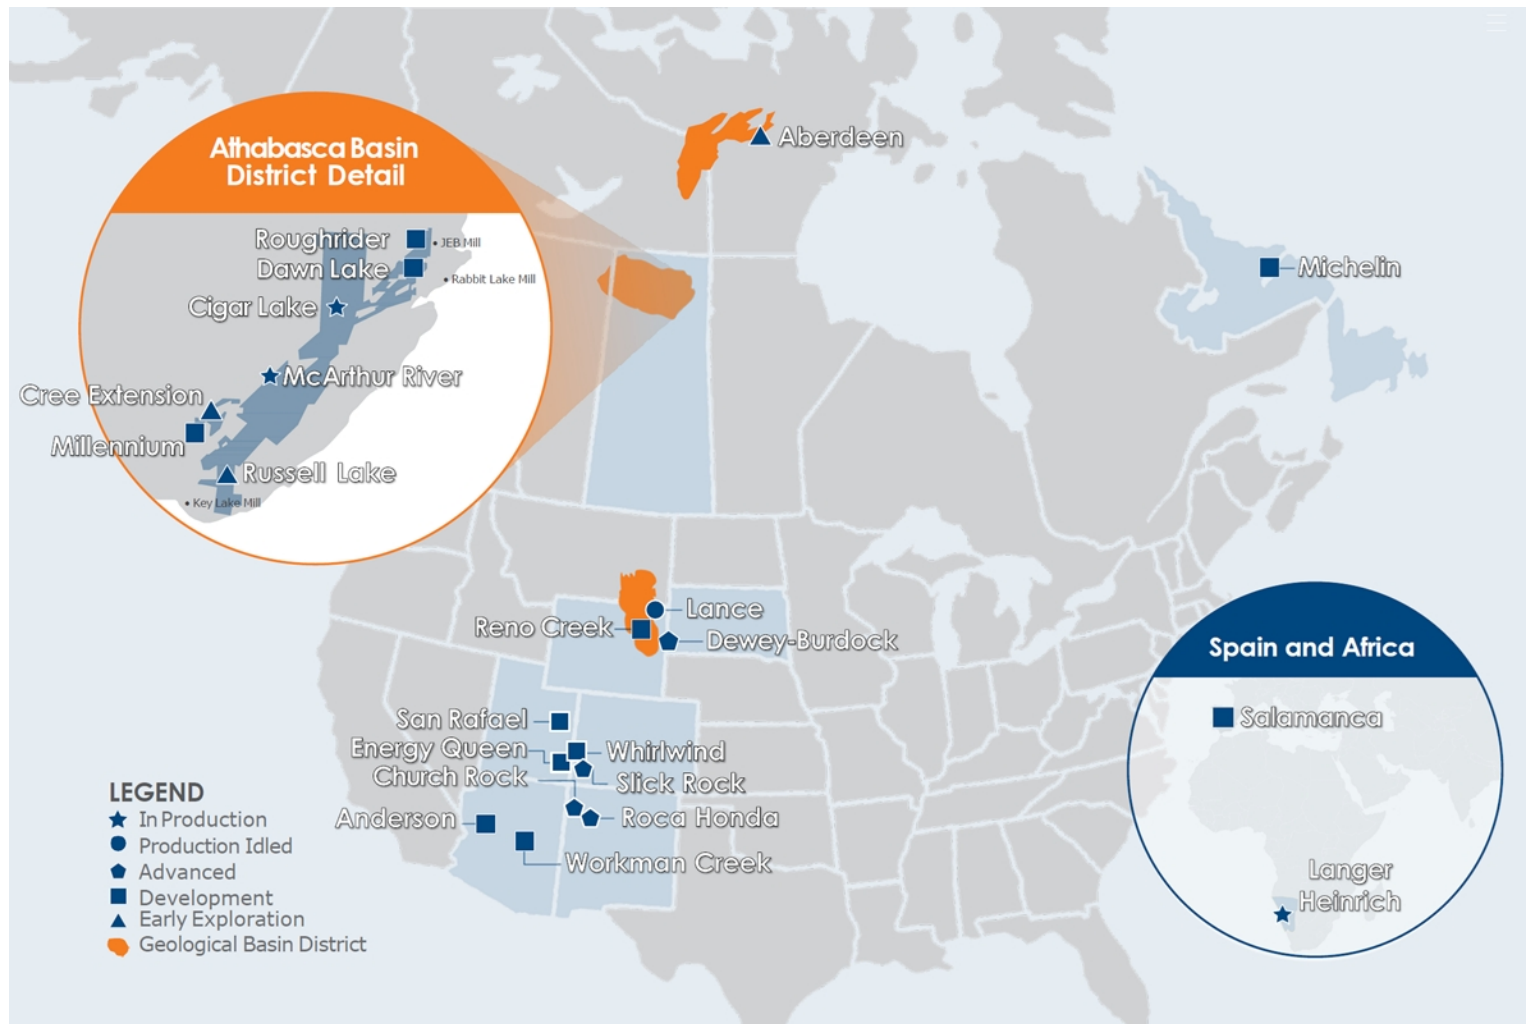 Aberdeen
Athabasca Basin
District Detail
Roughrider
JEB Mill
Dawn Lake
Rabbit Lake Mill
Cigar Lake
McArthur River
Cree Extension
Millennium
Russell Lake
Key Lake Mill
Michelin
Lance
Reno Creek
Dewey-Burdock
San Rafael
Energy Queen
Whirlwind
Church Rock
Slick Rock
Anderson
Roca Honda
Workman Creek
LEGEND
In Production
Production Idled
Advanced
Development
Early Exploration
Geological Basin District
Spain and Africa
Salamanca
Langer
Heinrich